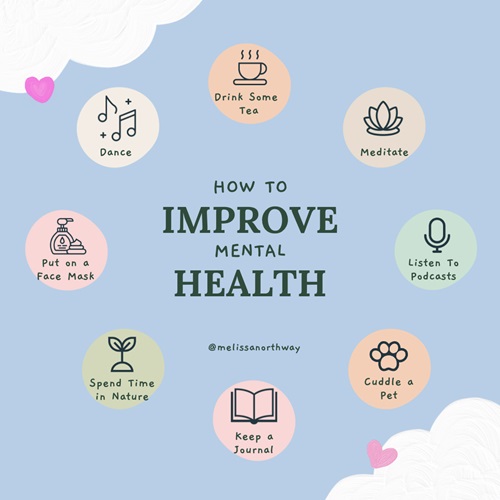 Drink Some
Tea
Dance
Meditate
HOW TO
IMPROVE
MENTAL
HEALTH
Put on a
Face Mask
Listen To
Podcasts
@melissanorthway
Spend Time
in Nature
Cuddle a
Pet
Keep a
Journal